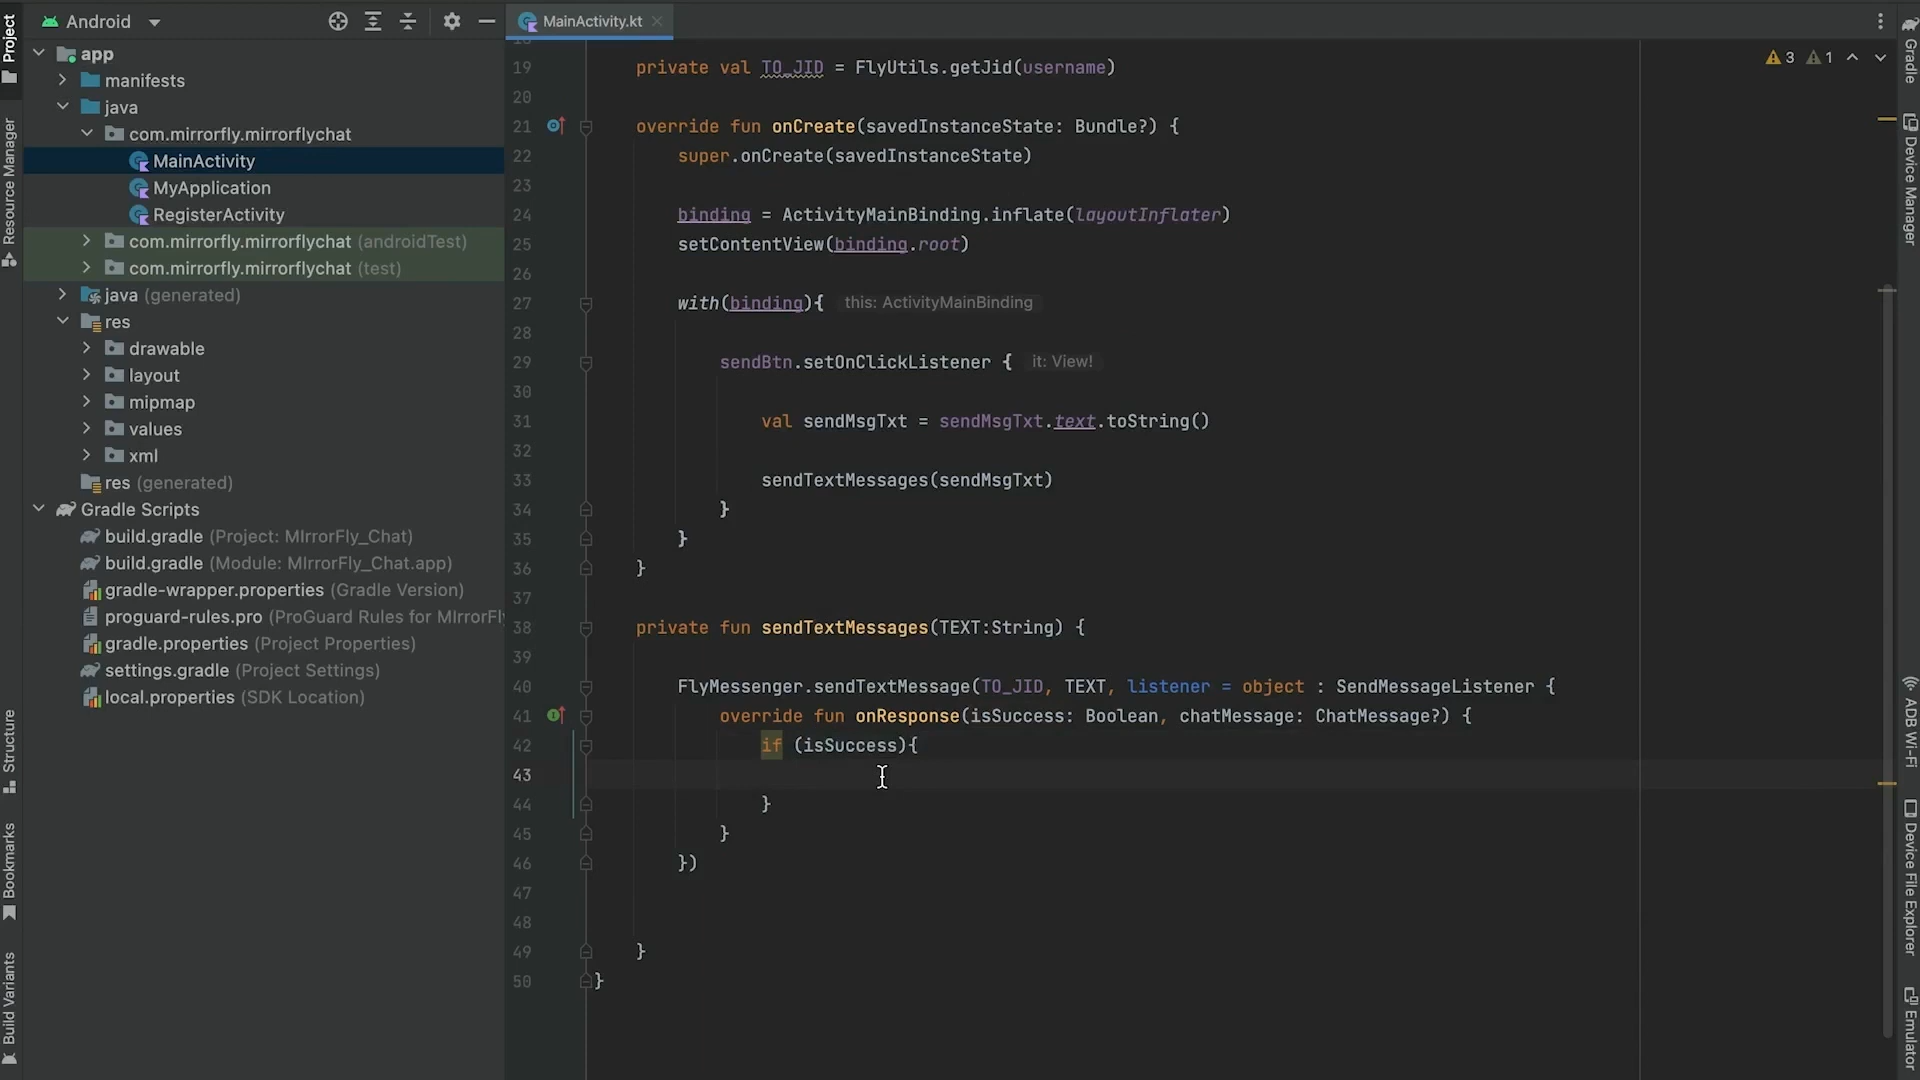 Android
MainActivity.kt
Project
Resource Manager
Structure
Bookmarks
Build Variants
app
manifests
java
com.mirrorfly.mirrorflychat
MainActivity
MyApplication
RegisterActivity
com.mirrorfly.mirrorflychat (androidTest)
com.mirrorfly.mirrorflychat (test)
java (generated)
res
drawable
layout
mipmap
values
xml
res (generated)
Gradle Scripts
build.gradle (Project: MIrrorFly_Chat)
build.gradle (Module: MIrrorFly_Chat.app)
gradle-wrapper.properties (Gradle Version)
proguard-rules.pro (ProGuard Rules for MIrrorFl
gradle.properties (Project Properties)
settings.gradle (Project Settings)
local.properties (SDK Location)
3 1
19 private val TO_JID = FlyUtils.getJid(username)
20
21 override fun onCreate(savedInstanceState: Bundle?) {
22 super.onCreate(savedInstanceState)
23
24 binding = ActivityMainBinding.inflate(layoutInflater)
25 setContentView(binding.root)
26
27 with(binding){ this: ActivityMainBinding
28
29 sendBtn.setOnClickListener { it: View!
30
31 val sendMsgTxt = sendMsgTxt.text.toString()
32
33 sendTextMessages(sendMsgTxt)
34 }
35 }
36 }
37
38 private fun sendTextMessages(TEXT:String) {
39
40 FlyMessenger.sendTextMessage(TO_JID, TEXT, listener = object : SendMessageListener {
41 override fun onResponse(isSuccess: Boolean, chatMessage: ChatMessage?) {
42 if (isSuccess){
43
44 }
45 }
46 })
47
48
49 }
50 }
Gradle
Device Manager
ADB Wi-Fi
Device File Explorer
Emulator